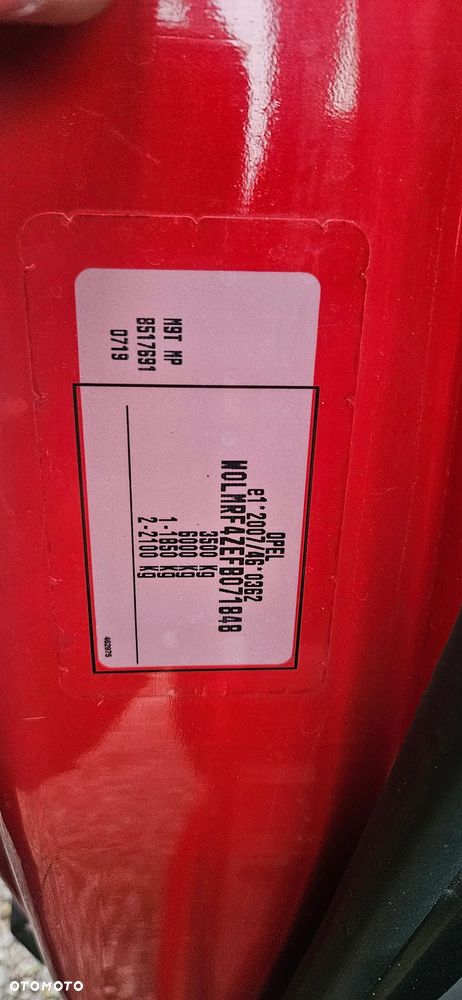 OPEL
e1*2007/46*0362
W0LMRF4ZEFB071848
3500 kg
6000 kg
1-1850 kg
2-2100 kg
M9T MP
8517691
0719
462975
OTOMOTO